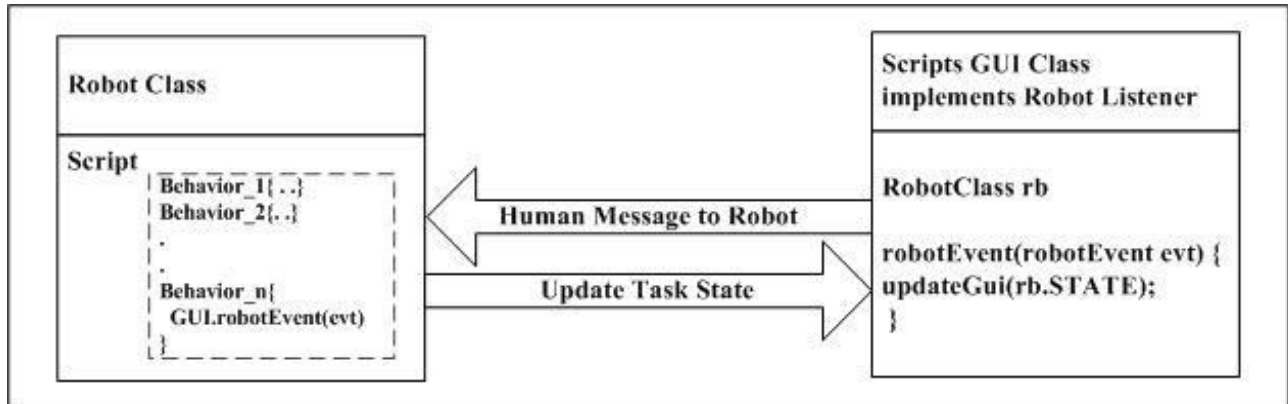 Robot Class
Script
Behavior_1{ . .}
Behavior_2{. .}
.
.
Behavior_n{
GUI.robotEvent(evt)
}
Human Message to Robot
Update Task State
Scripts GUI Class
implements Robot Listener
RobotClass rb
robotEvent(robotEvent evt) {
updateGui(rb.STATE);
}